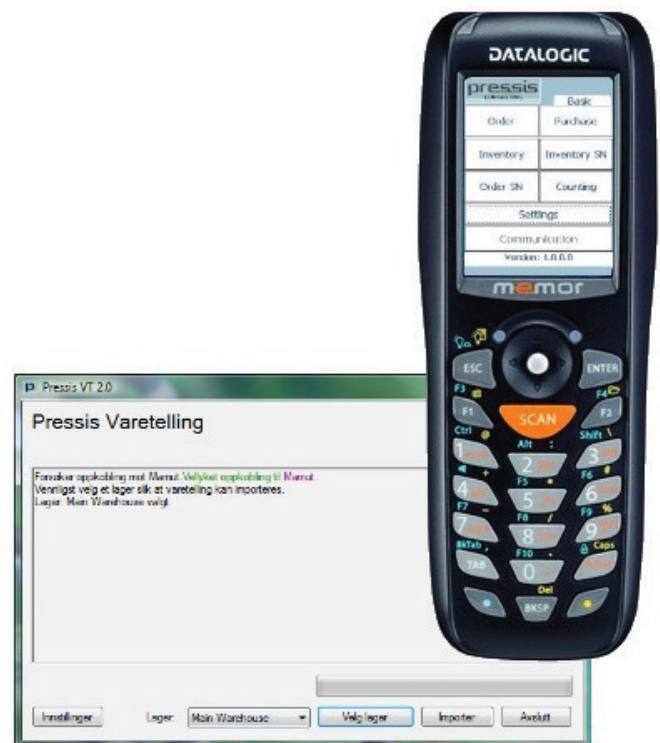 DATALOGIC
pressis
CONSULTING
Basic
Order Purchase
Inventory Inventory SN
Order SN Counting
Settings
Communication
Version: 1.0.0.0
memor
ESC ENTER
F3 F4
F1 SCAN F2
Ctrl @ Alt : Shift \
1 2 3
+ F5 * F6 #
4 5 6
F7 _ F8 / F9 %
7 8 9
BkTab , F10 . Caps
TAB 0
Del
BKSP
Pressis VT 2.0
Pressis Varetelling
Forsøker oppkobling mot Mamut. Vellyket oppkobling til Mamut.
Vennligst velg et lager slik at varetelling kan importeres.
Lager: Main Warehouse valgt.
Innstillinger Lager: Main Warehouse Velg lager Importer Avslutt